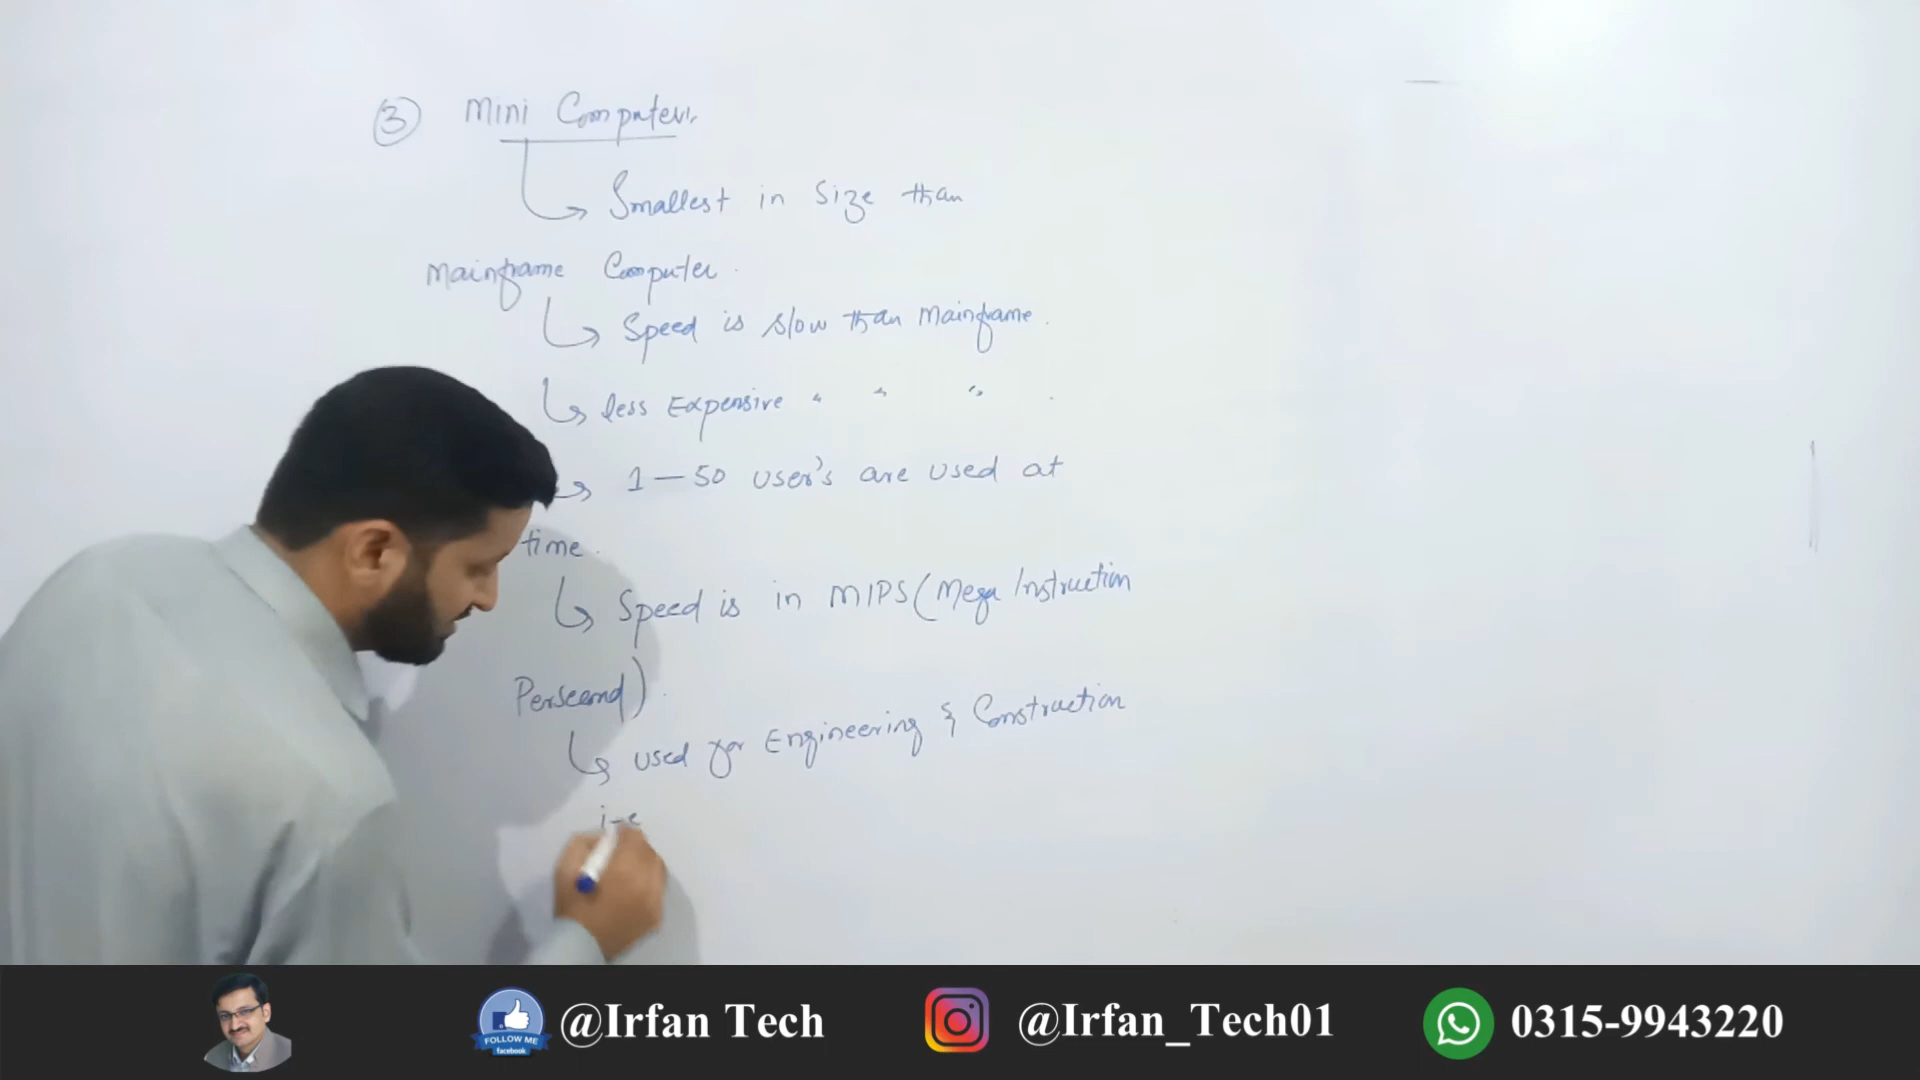 3 Mini Computer:
Smallest in Size than
Mainframe Computer.
Speed is slow than Mainframe.
less Expensive " " " .
1 – 50 user's are used at
time.
Speed is in MIPS (Mega Instruction
Persecond).
used for Engineering & Construction
i-e
FOLLOW ME
facebook
@Irfan Tech
@Irfan_Tech01
0315-9943220